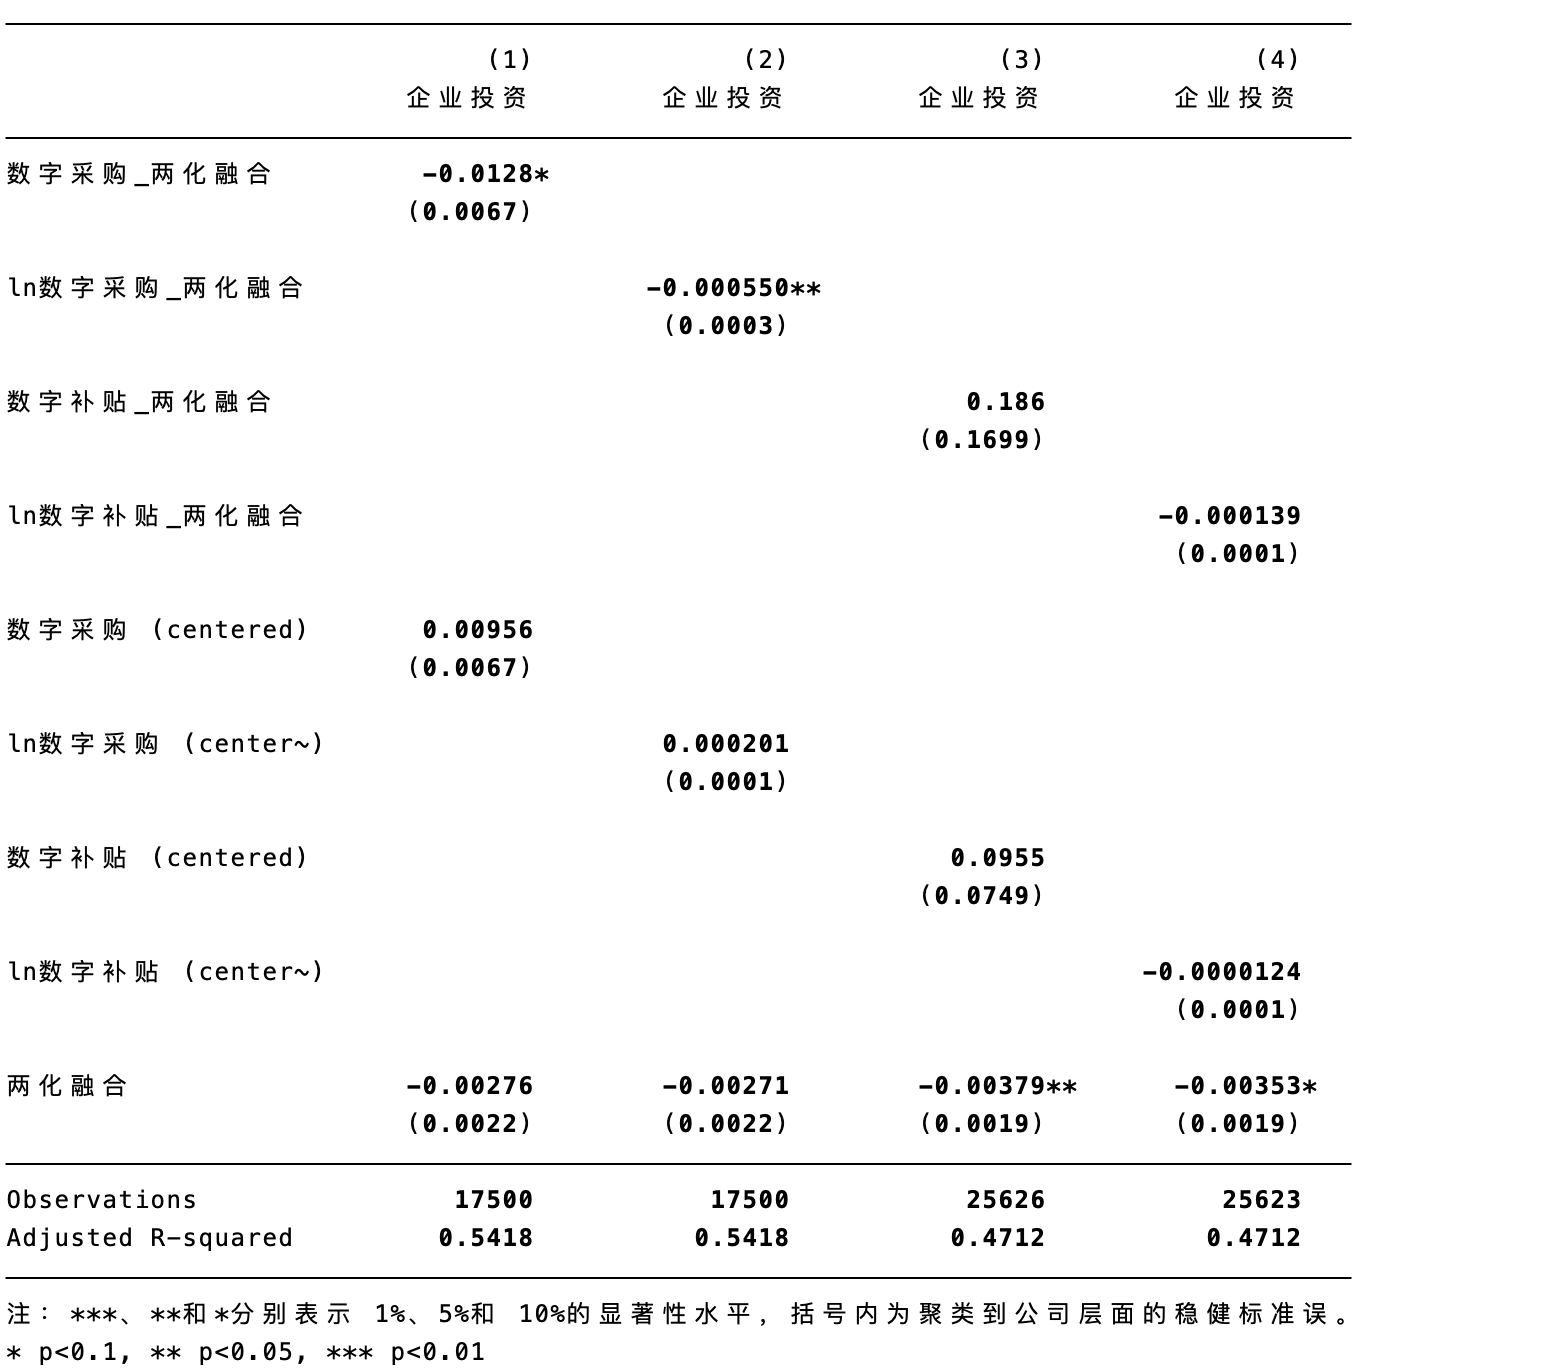 (1) (2) (3) (4)
企业投资 企业投资 企业投资 企业投资
数字采购_两化融合 -0.0128*
(0.0067)
ln数字采购_两化融合 -0.000550**
(0.0003)
数字补贴_两化融合 0.186
(0.1699)
ln数字补贴_两化融合 -0.000139
(0.0001)
数字采购 (centered) 0.00956
(0.0067)
ln数字采购 (center~) 0.000201
(0.0001)
数字补贴 (centered) 0.0955
(0.0749)
ln数字补贴 (center~) -0.0000124
(0.0001)
两化融合 -0.00276 -0.00271 -0.00379** -0.00353*
(0.0022) (0.0022) (0.0019) (0.0019)
Observations 17500 17500 25626 25623
Adjusted R-squared 0.5418 0.5418 0.4712 0.4712
注：***、**和*分别表示 1%、5%和 10%的显著性水平，括号内为聚类到公司层面的稳健标准误。
* p<0.1, ** p<0.05, *** p<0.01